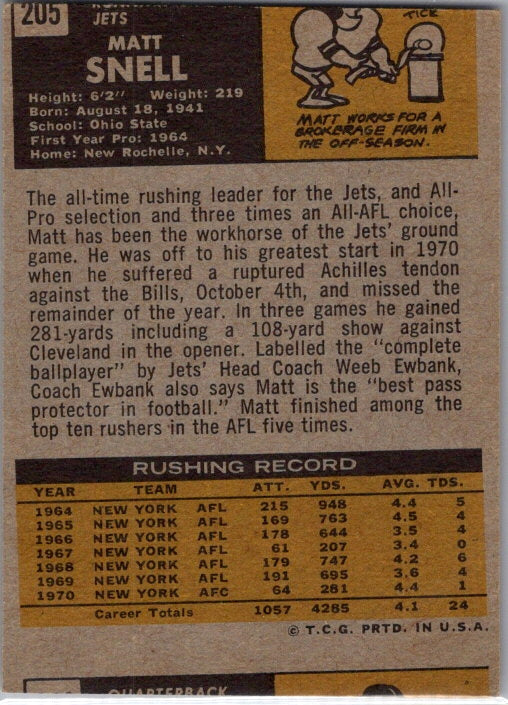 205
JETS
MATT
SNELL
Height: 6'2" Weight: 219
Born: August 18, 1941
School: Ohio State
First Year Pro: 1964
Home: New Rochelle, N.Y.
TICK
MATT WORKS FOR A
BROKERAGE FIRM IN
THE OFF-SEASON.
The all-time rushing leader for the Jets, and All-
Pro selection and three times an All-AFL choice,
Matt has been the workhorse of the Jets' ground
game. He was off to his greatest start in 1970
when he suffered a ruptured Achilles tendon
against the Bills, October 4th, and missed the
remainder of the year. In three games he gained
281-yards including a 108-yard show against
Cleveland in the opener. Labelled the "complete
ballplayer" by Jets' Head Coach Weeb Ewbank,
Coach Ewbank also says Matt is the "best pass
protector in football." Matt finished among the
top ten rushers in the AFL five times.
RUSHING RECORD
YEAR TEAM ATT. YDS. AVG. TDS.
1964 NEW YORK AFL 215 948 4.4 5
1965 NEW YORK AFL 169 763 4.5 4
1966 NEW YORK AFL 178 644 3.5 4
1967 NEW YORK AFL 61 207 3.4 0
1968 NEW YORK AFL 179 747 4.2 6
1969 NEW YORK AFL 191 695 3.6 4
1970 NEW YORK AFC 64 281 4.4 1
Career Totals 1057 4285 4.1 24
© T.C.G. PRTD. IN U.S.A.
QUARTERBACK